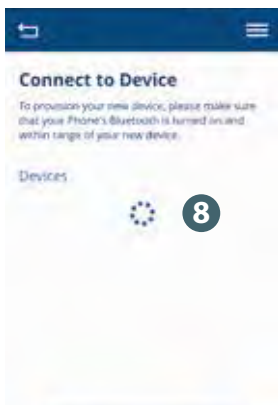 Connect to Device
To provision your new device, please make sure
that your Phone's Bluetooth is turned on and
within range of your new device.
Devices
8